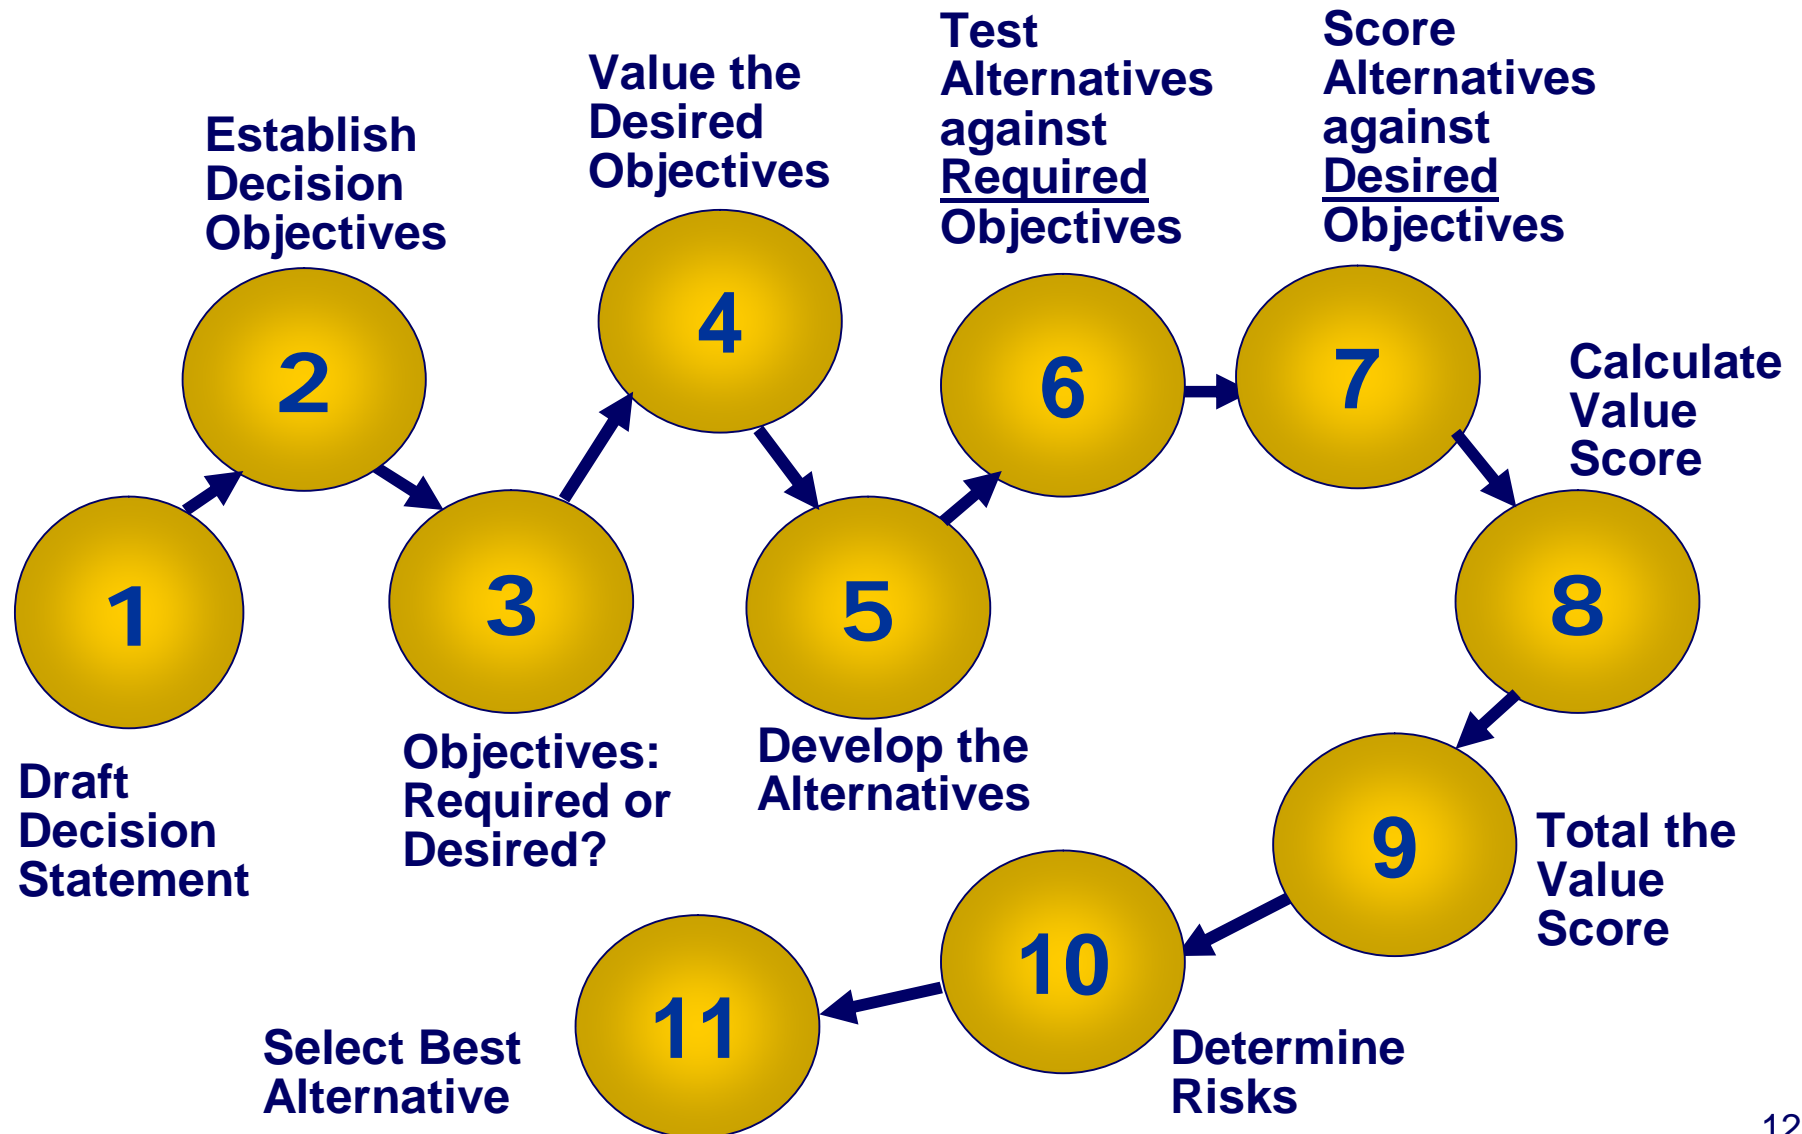 1
Draft
Decision
Statement
Establish
Decision
Objectives
2
3
Objectives:
Required or
Desired?
Value the
Desired
Objectives
4
5
Develop the
Alternatives
Test
Alternatives
against
Required
Objectives
6
Score
Alternatives
against
Desired
Objectives
7
Calculate
Value
Score
8
9
Total the
Value
Score
10
Determine
Risks
11
Select Best
Alternative
12